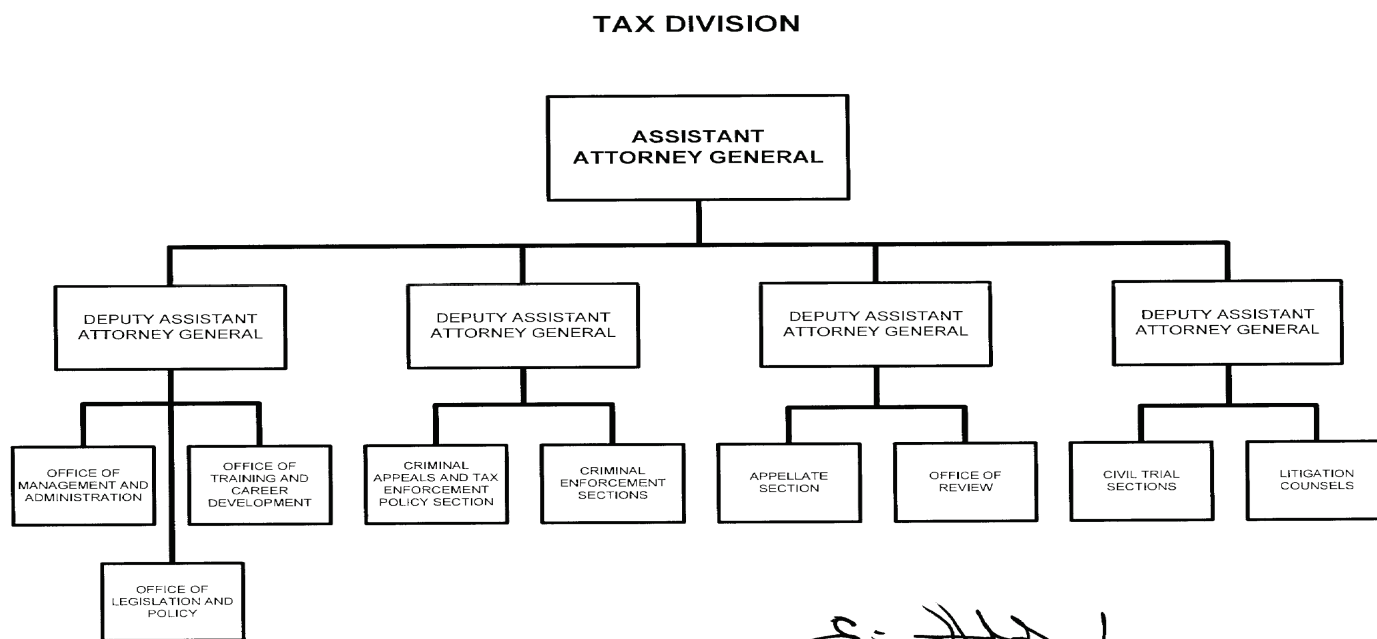 TAX DIVISION
ASSISTANT
ATTORNEY GENERAL
DEPUTY ASSISTANT
ATTORNEY GENERAL
DEPUTY ASSISTANT
ATTORNEY GENERAL
DEPUTY ASSISTANT
ATTORNEY GENERAL
DEPUTY ASSISTANT
ATTORNEY GENERAL
OFFICE OF
MANAGEMENT AND
ADMINISTRATION
OFFICE OF
TRAINING AND
CAREER
DEVELOPMENT
CRIMINAL
APPEALS AND TAX
ENFORCEMENT
POLICY SECTION
CRIMINAL
ENFORCEMENT
SECTIONS
APPELLATE
SECTION
OFFICE OF
REVIEW
CIVIL TRIAL
SECTIONS
LITIGATION
COUNSELS
OFFICE OF
LEGISLATION AND
POLICY